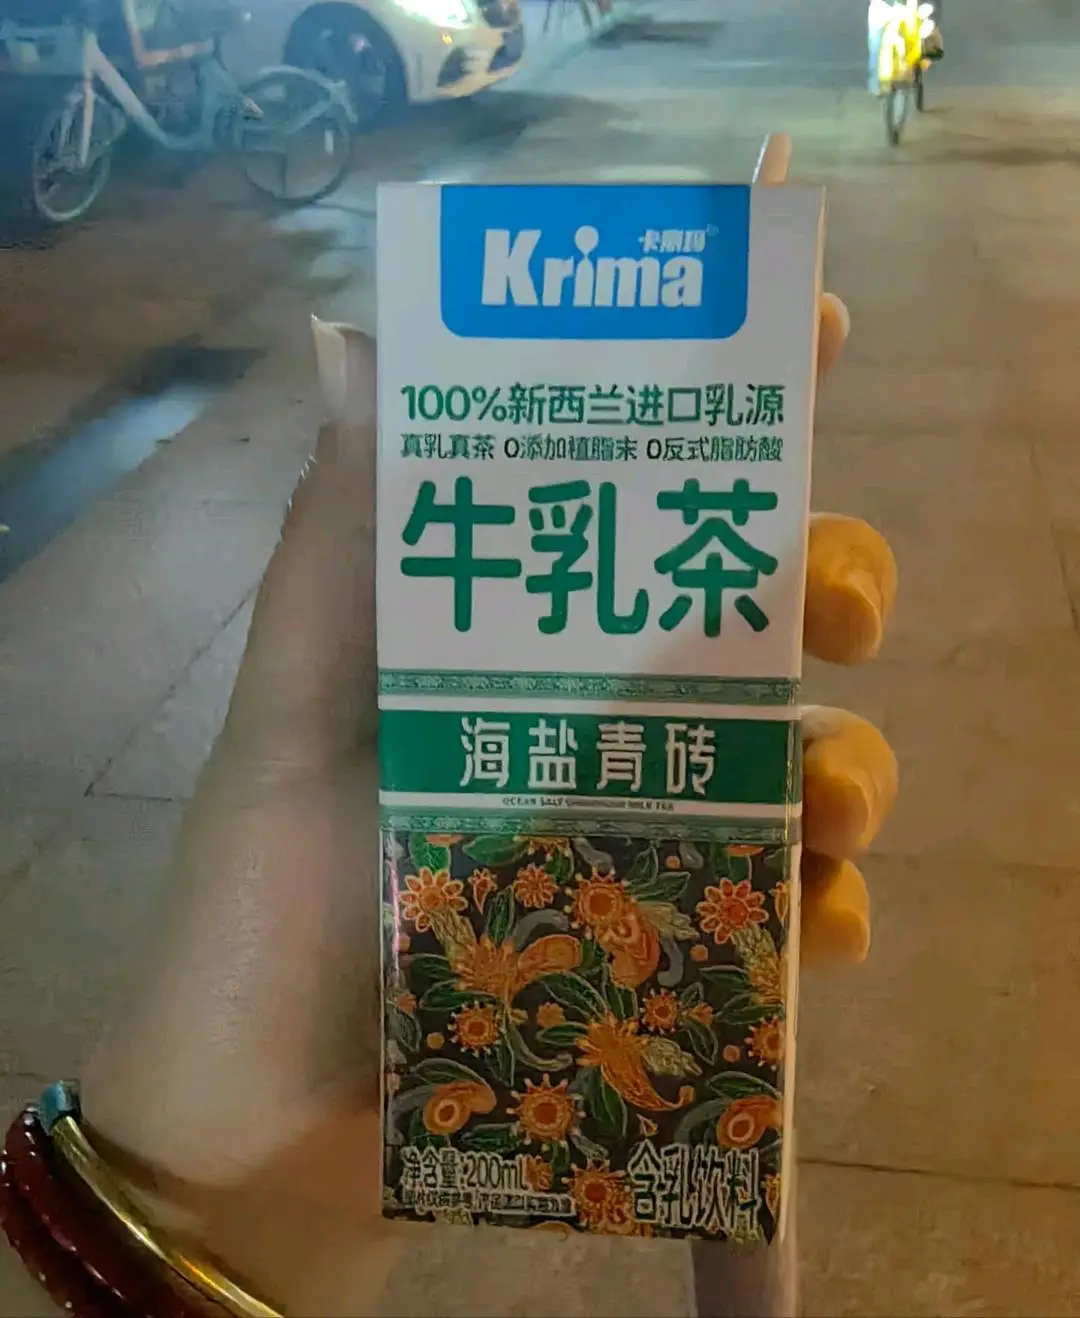 卡丽玛
Krima
100%新西兰进口乳源
真乳真茶 0添加植脂末 0反式脂肪酸
牛乳茶
海盐青砖
净含量:200mL
含乳饮料